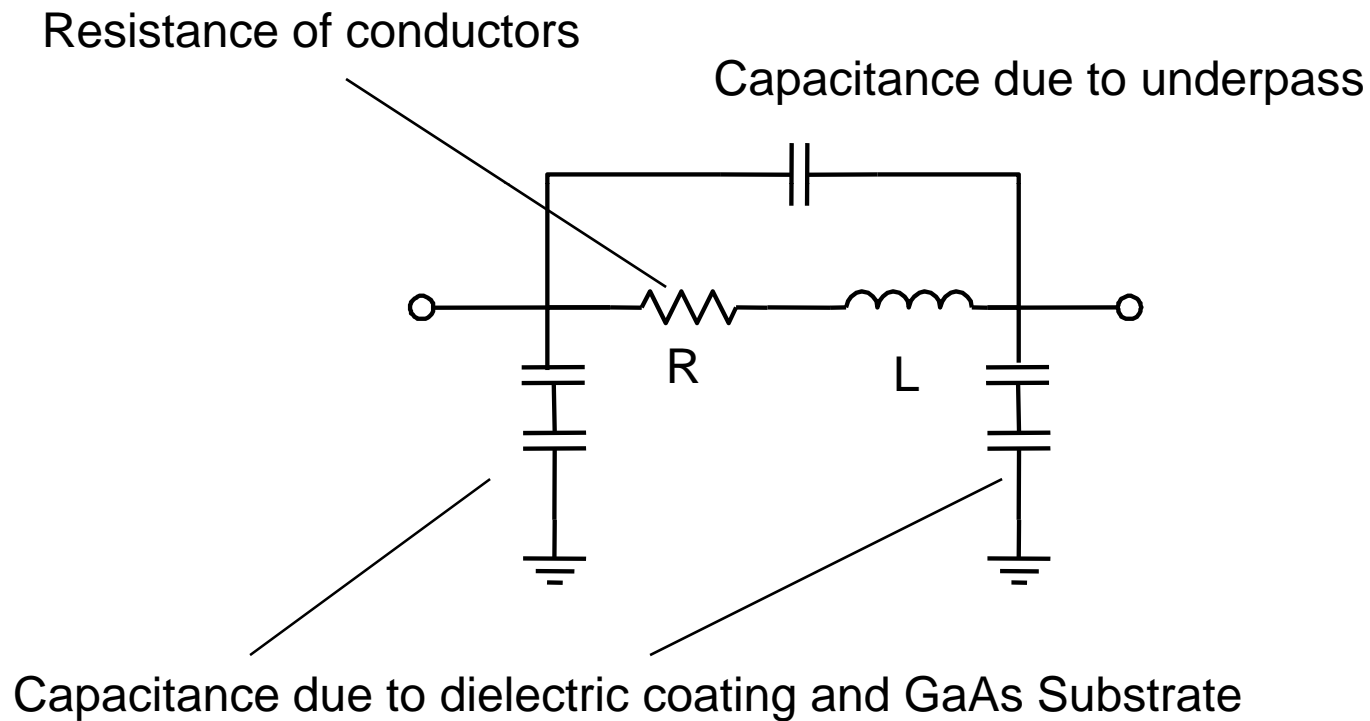 Resistance of conductors
Capacitance due to underpass
R
L
Capacitance due to dielectric coating and GaAs Substrate